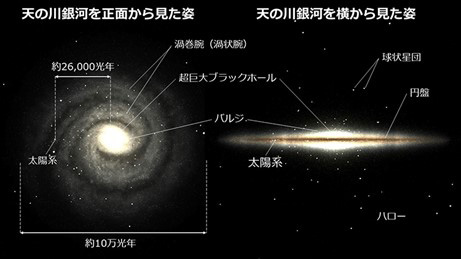 天の川銀河を正面から見た姿
約26,000光年
渦巻腕（渦状腕）
超巨大ブラックホール
バルジ
太陽系
約10万光年
天の川銀河を横から見た姿
球状星団
円盤
太陽系
ハロー